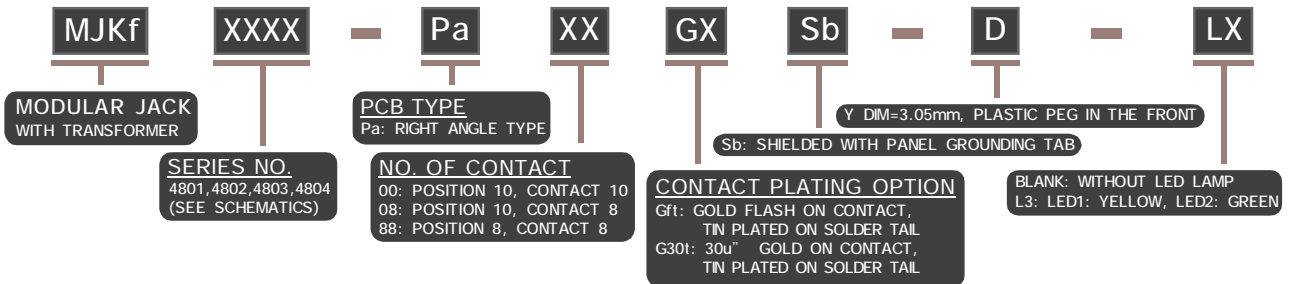 MJKf XXXX - Pa XX GX Sb - D - LX
MODULAR JACK
WITH TRANSFORMER
SERIES NO.
4801,4802,4803,4804
(SEE SCHEMATICS)
PCB TYPE
Pa: RIGHT ANGLE TYPE
NO. OF CONTACT
00: POSITION 10, CONTACT 10
08: POSITION 10, CONTACT 8
88: POSITION 8, CONTACT 8
CONTACT PLATING OPTION
Gft: GOLD FLASH ON CONTACT,
TIN PLATED ON SOLDER TAIL
G30t: 30u" GOLD ON CONTACT,
TIN PLATED ON SOLDER TAIL
Sb: SHIELDED WITH PANEL GROUNDING TAB
Y DIM=3.05mm, PLASTIC PEG IN THE FRONT
BLANK: WITHOUT LED LAMP
L3: LED1: YELLOW, LED2: GREEN